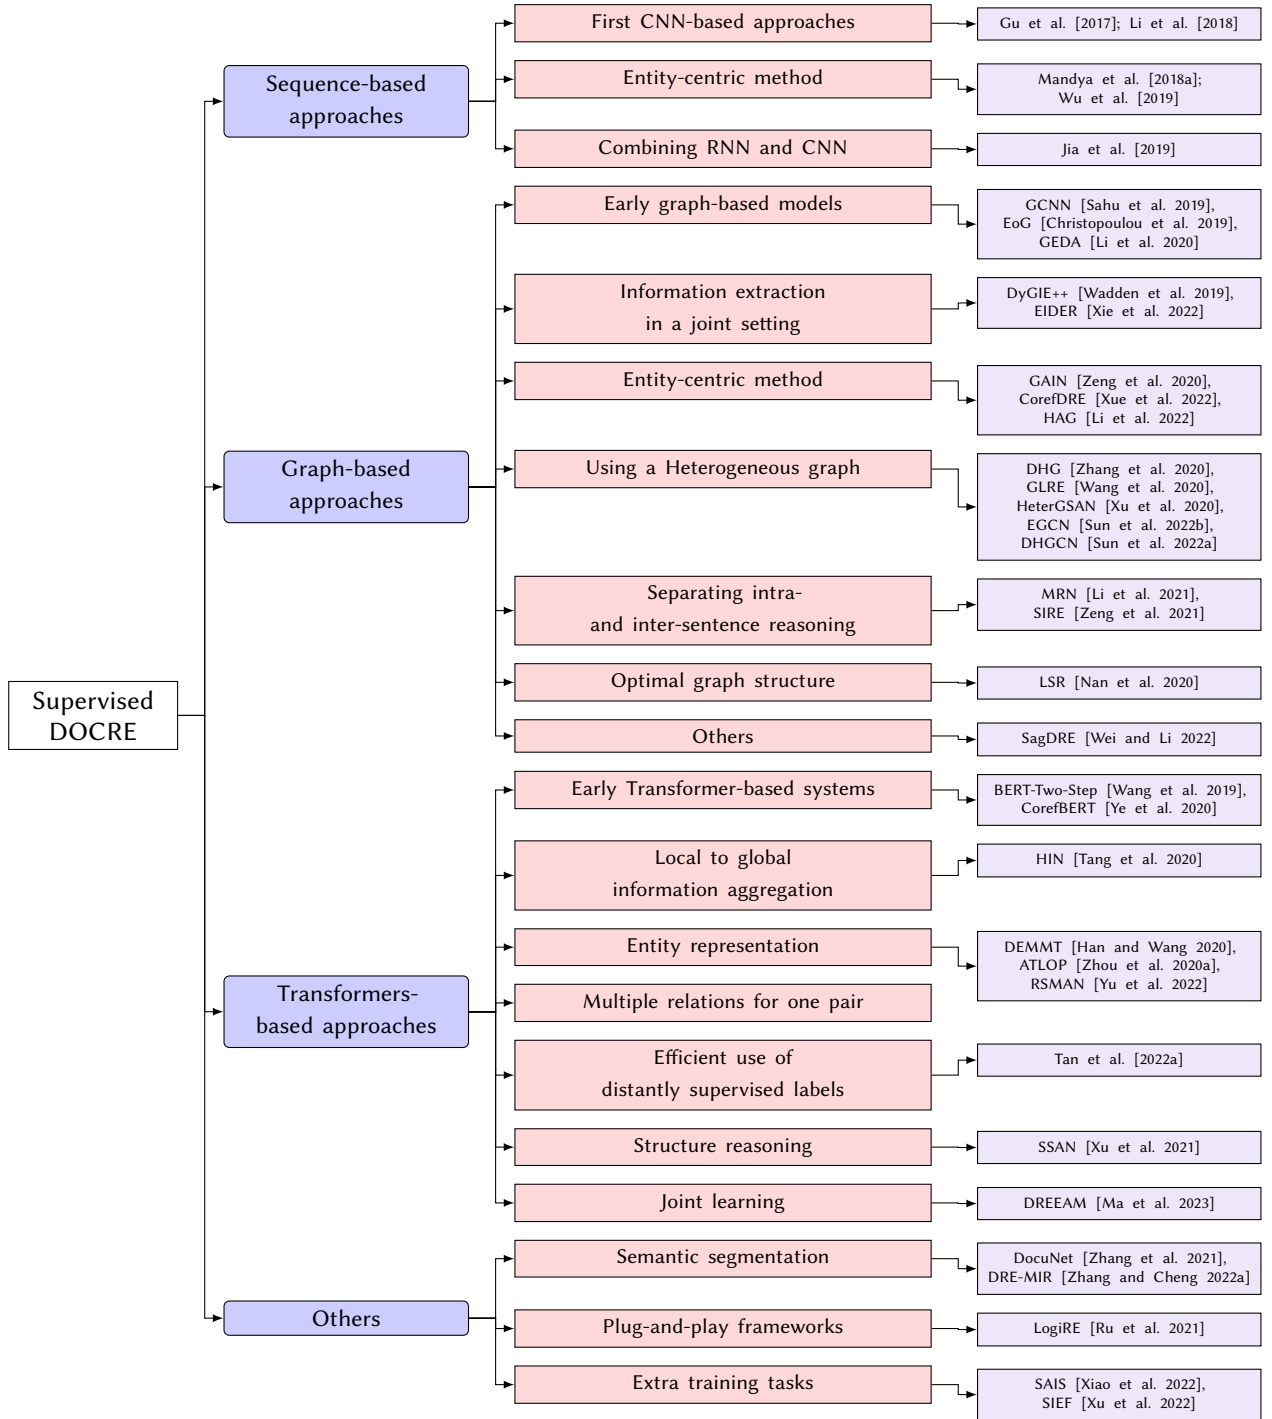 Supervised
DOCRE
Sequence-based
approaches
First CNN-based approaches
Gu et al. [2017]; Li et al. [2018]
Entity-centric method
Mandya et al. [2018a];
Wu et al. [2019]
Combining RNN and CNN
Jia et al. [2019]
Graph-based
approaches
Early graph-based models
GCNN [Sahu et al. 2019],
EoG [Christopoulou et al. 2019],
GEDA [Li et al. 2020]
Information extraction
in a joint setting
DyGIE++ [Wadden et al. 2019],
EIDER [Xie et al. 2022]
Entity-centric method
GAIN [Zeng et al. 2020],
CorefDRE [Xue et al. 2022],
HAG [Li et al. 2022]
Using a Heterogeneous graph
DHG [Zhang et al. 2020],
GLRE [Wang et al. 2020],
HeterGSAN [Xu et al. 2020],
EGCN [Sun et al. 2022b],
DHGCN [Sun et al. 2022a]
Separating intra-
and inter-sentence reasoning
MRN [Li et al. 2021],
SIRE [Zeng et al. 2021]
Optimal graph structure
LSR [Nan et al. 2020]
Others
SagDRE [Wei and Li 2022]
Transformers-
based approaches
Early Transformer-based systems
BERT-Two-Step [Wang et al. 2019],
CorefBERT [Ye et al. 2020]
Local to global
information aggregation
HIN [Tang et al. 2020]
Entity representation
DEMMT [Han and Wang 2020],
ATLOP [Zhou et al. 2020a],
RSMAN [Yu et al. 2022]
Multiple relations for one pair
Efficient use of
distantly supervised labels
Tan et al. [2022a]
Structure reasoning
SSAN [Xu et al. 2021]
Joint learning
DREEAM [Ma et al. 2023]
Others
Semantic segmentation
DocuNet [Zhang et al. 2021],
DRE-MIR [Zhang and Cheng 2022a]
Plug-and-play frameworks
LogiRE [Ru et al. 2021]
Extra training tasks
SAIS [Xiao et al. 2022],
SIEF [Xu et al. 2022]